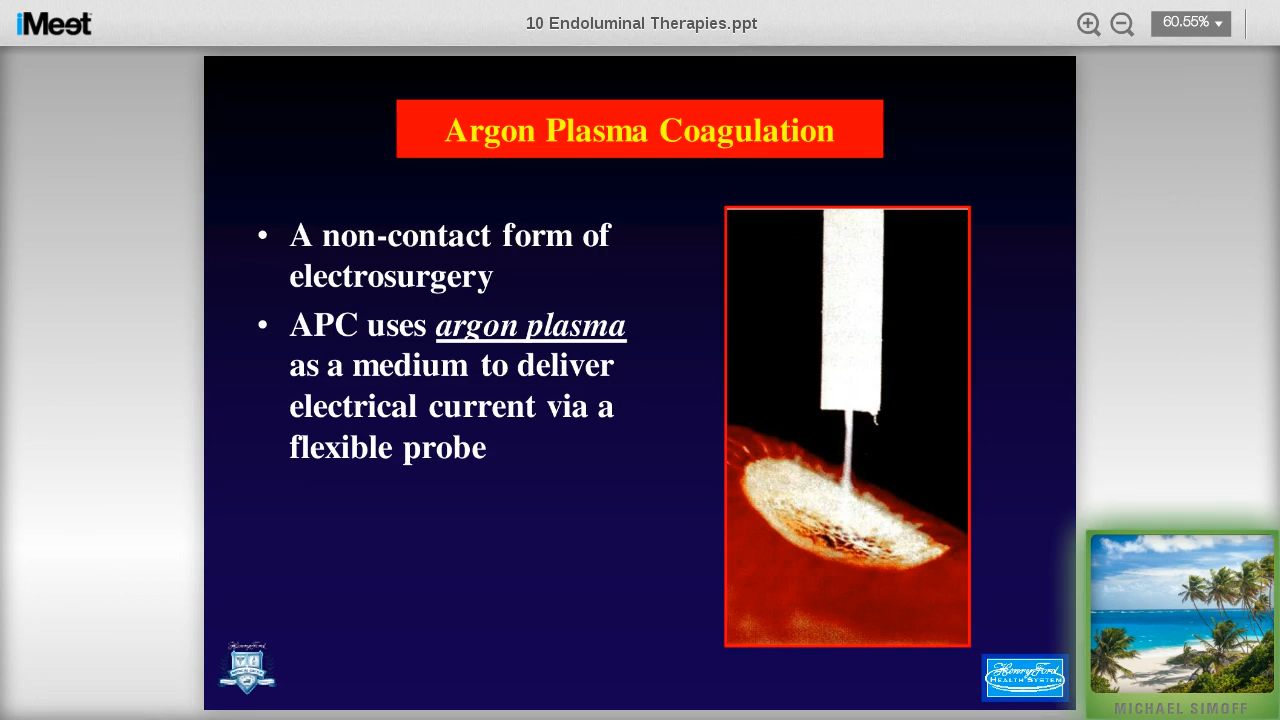 iMeet
10 Endoluminal Therapies.ppt
60.55%
Argon Plasma Coagulation
• A non-contact form of
electrosurgery
• APC uses argon plasma
as a medium to deliver
electrical current via a
flexible probe
Henry Ford
HEALTH SYSTEM
MICHAEL SIMOFF